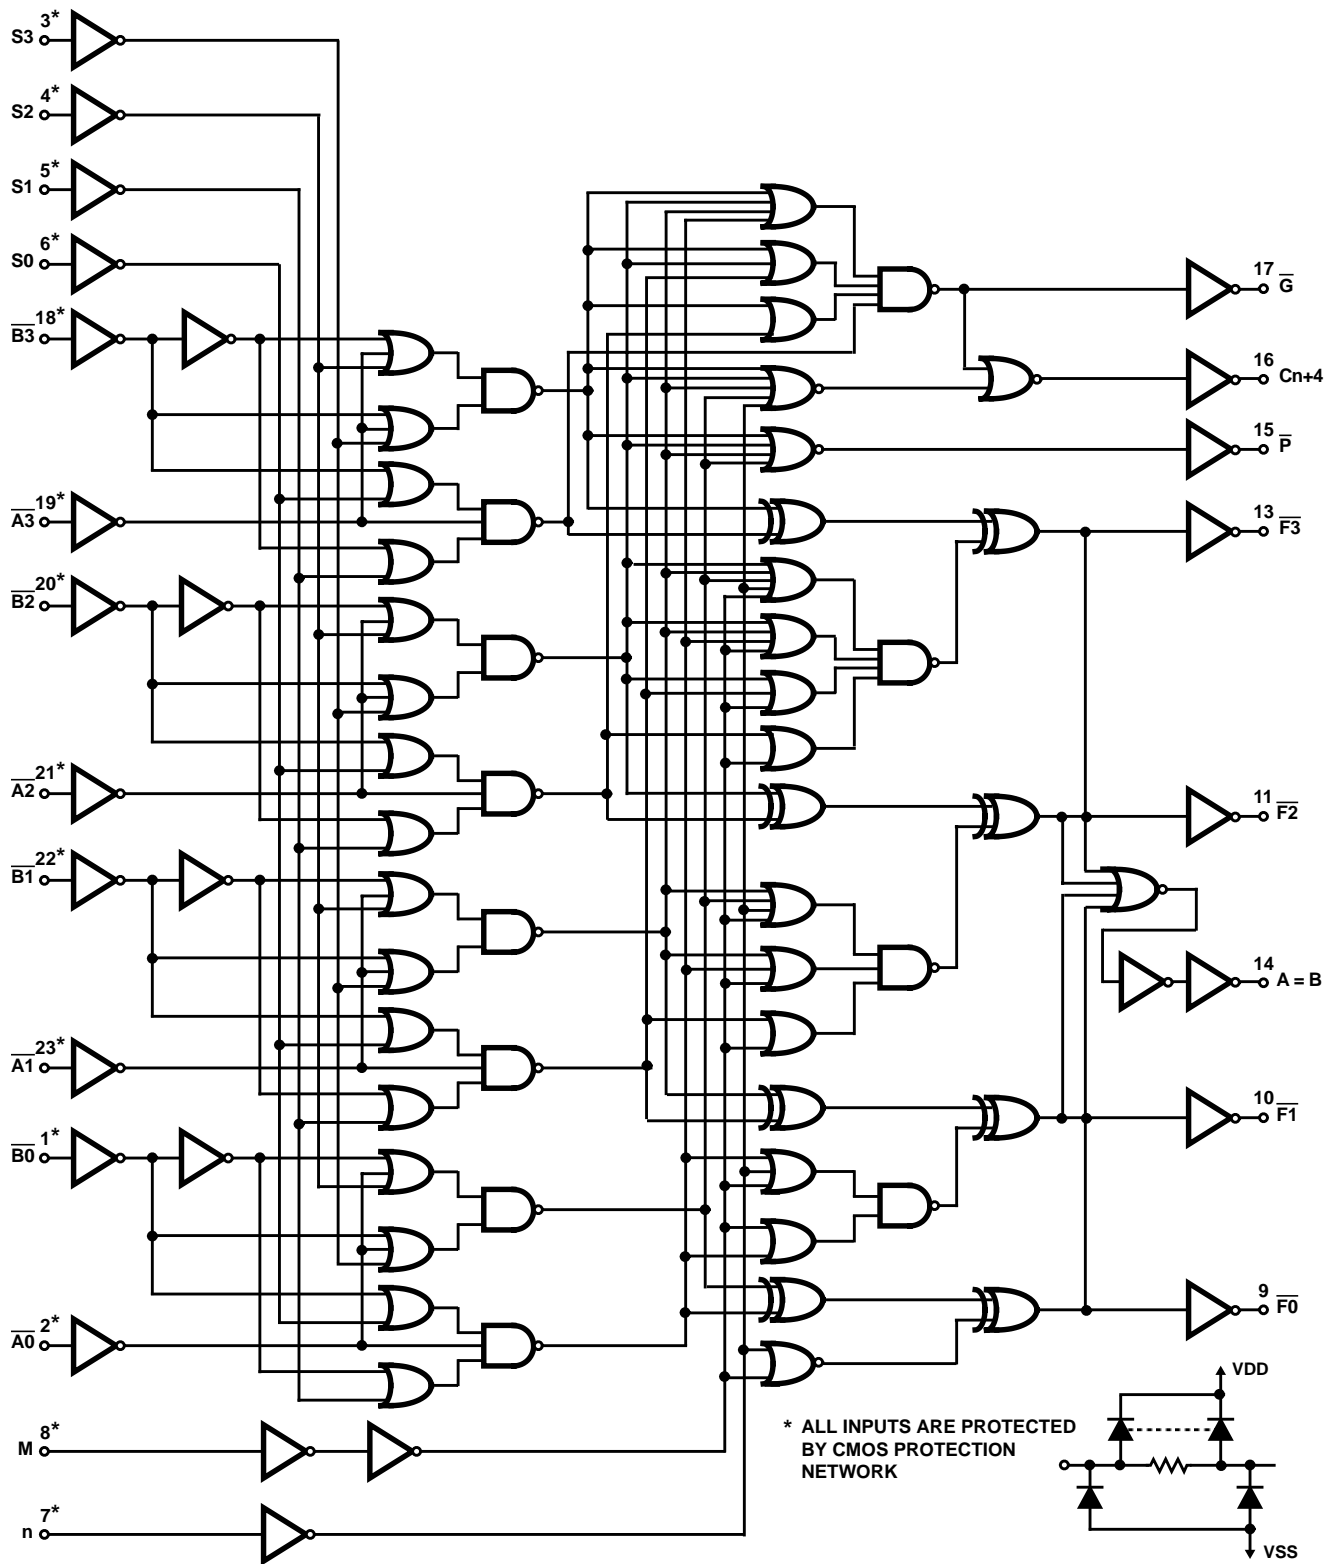 3*
S3
4*
S2
5*
S1
6*
S0
18*
B3
19*
A3
20*
B2
21*
A2
22*
B1
23*
A1
1*
B0
2*
A0
8*
M
7*
n
17
G
16
Cn+4
15
P
13
F3
11
F2
14
A = B
10
F1
9
F0
* ALL INPUTS ARE PROTECTED
BY CMOS PROTECTION
NETWORK
VDD
VSS